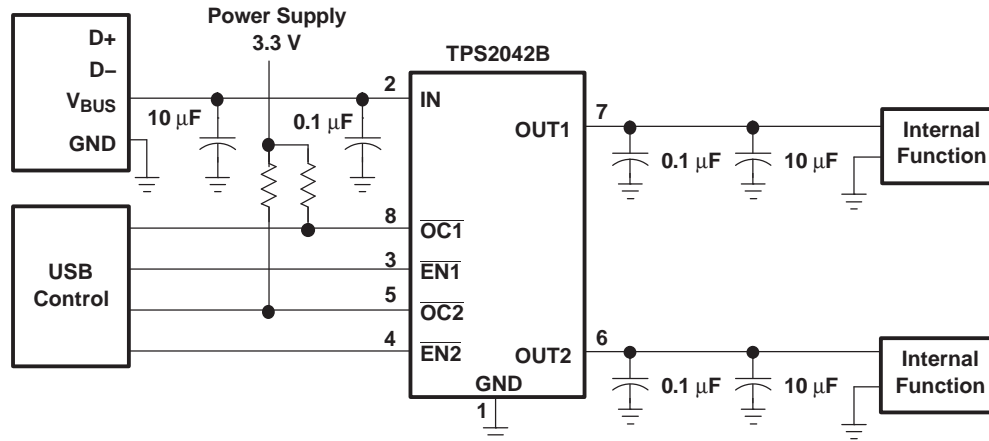 Power Supply
3.3 V
D+
D−
VBUS
GND
10 μF
0.1 μF
TPS2042B
2
IN
8
OC1
3
EN1
5
OC2
4
EN2
GND
1
OUT1
7
0.1 μF
10 μF
Internal
Function
OUT2
6
0.1 μF
10 μF
Internal
Function
USB
Control